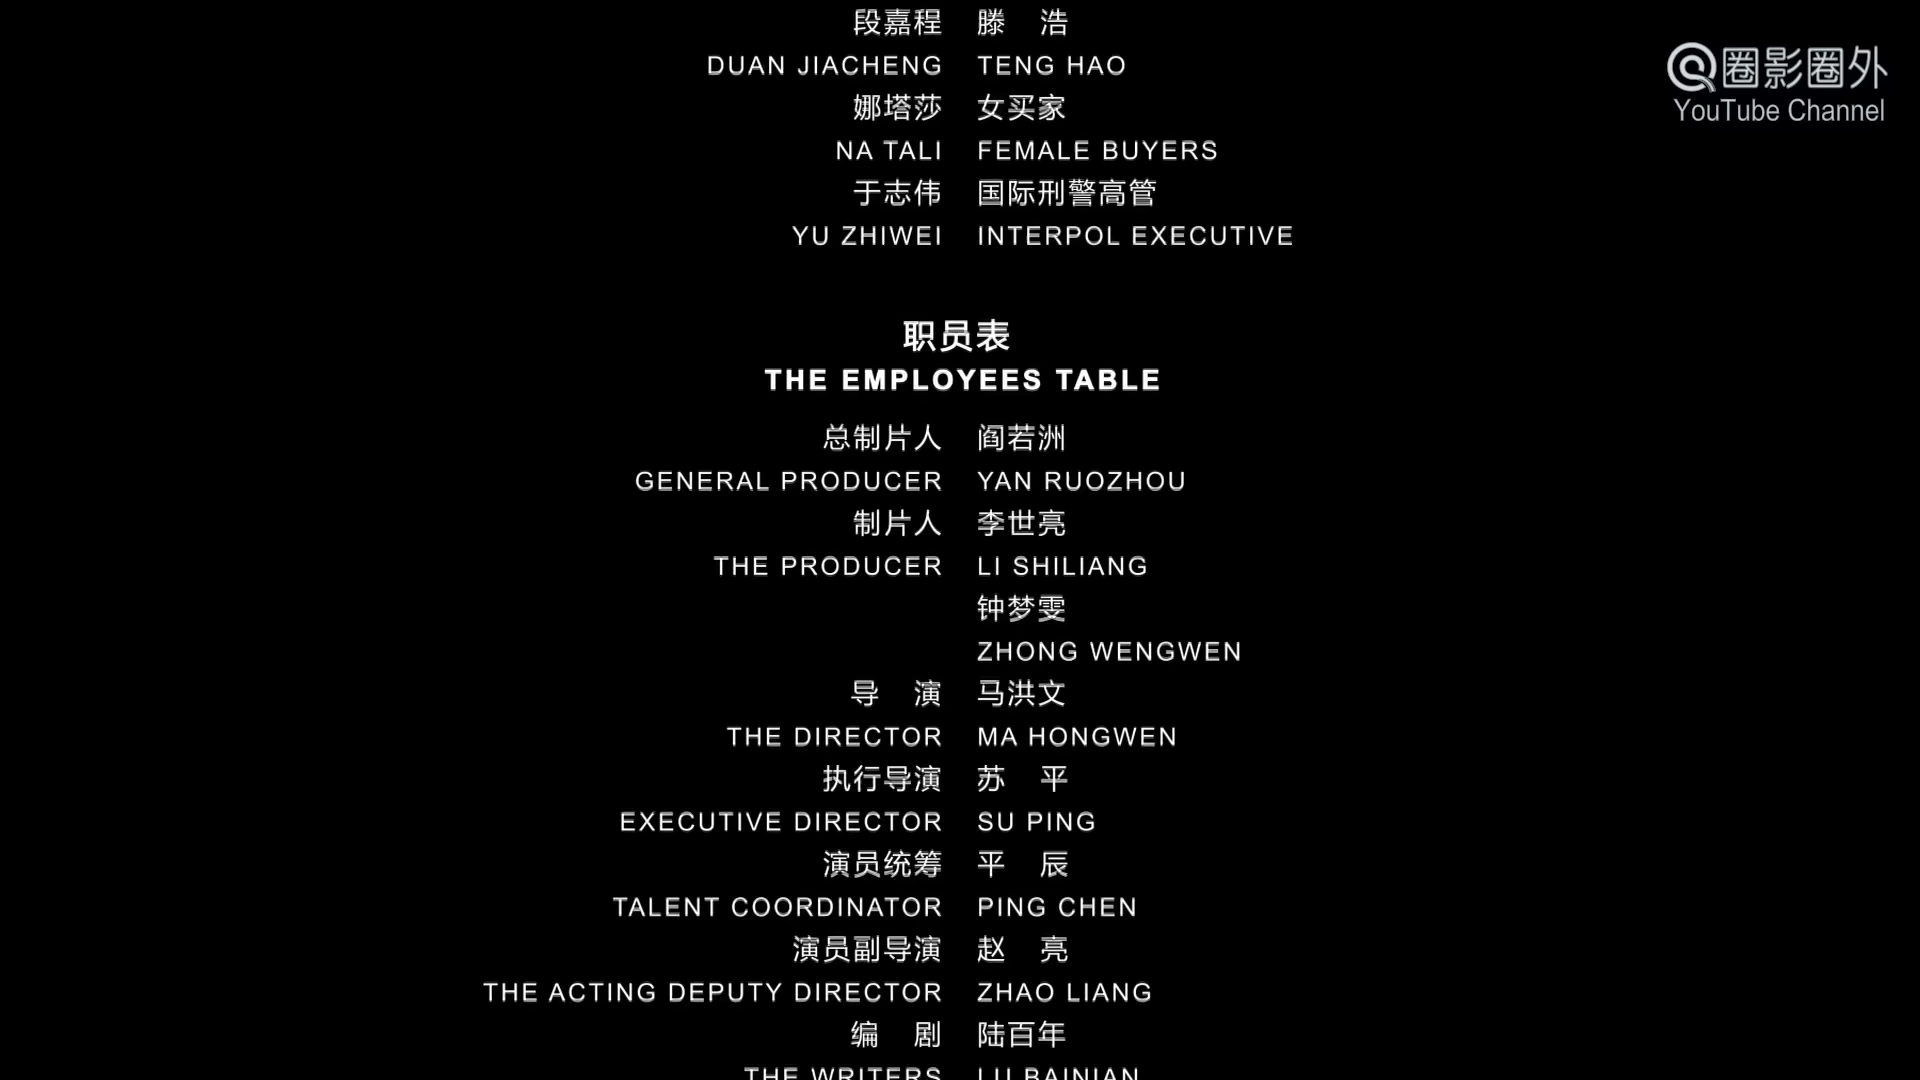 段嘉程 滕 浩
DUAN JIACHENG TENG HAO
娜塔莎 女买家
NA TALI FEMALE BUYERS
于志伟 国际刑警高管
YU ZHIWEI INTERPOL EXECUTIVE
职员表
THE EMPLOYEES TABLE
总制片人 阎若洲
GENERAL PRODUCER YAN RUOZHOU
制片人 李世亮
THE PRODUCER LI SHILIANG
钟梦雯
ZHONG WENGWEN
导 演 马洪文
THE DIRECTOR MA HONGWEN
执行导演 苏 平
EXECUTIVE DIRECTOR SU PING
演员统筹 平 辰
TALENT COORDINATOR PING CHEN
演员副导演 赵 亮
THE ACTING DEPUTY DIRECTOR ZHAO LIANG
编 剧 陆百年
THE WRITERS LU BAINIAN
圈影圈外
YouTube Channel